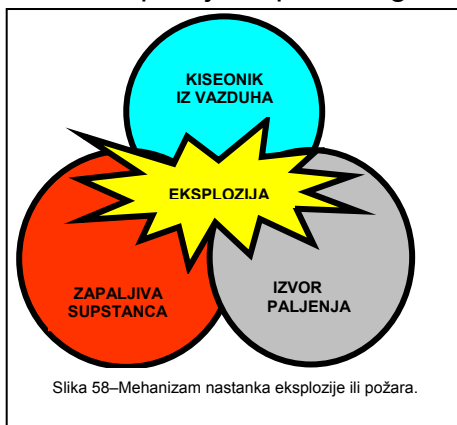 KISEONIK
IZ VAZDUHA
EKSPLOZIJA
ZAPALJIVA
SUPSTANCA
IZVOR
PALJENJA
Slika 58–Mehanizam nastanka eksplozije ili požara.